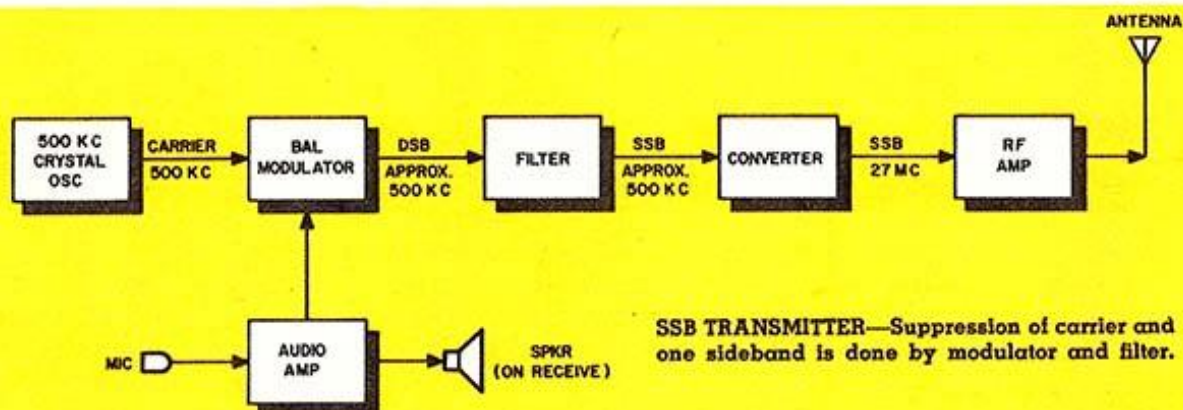 ANTENNA
500 KC
CRYSTAL
OSC
CARRIER
500 KC
BAL
MODULATOR
DSB
APPROX.
500 KC
FILTER
SSB
APPROX.
500 KC
CONVERTER
SSB
27 MC
RF
AMP
MIC
AUDIO
AMP
SPKR
(ON RECEIVE)
SSB TRANSMITTER—Suppression of carrier and
one sideband is done by modulator and filter.